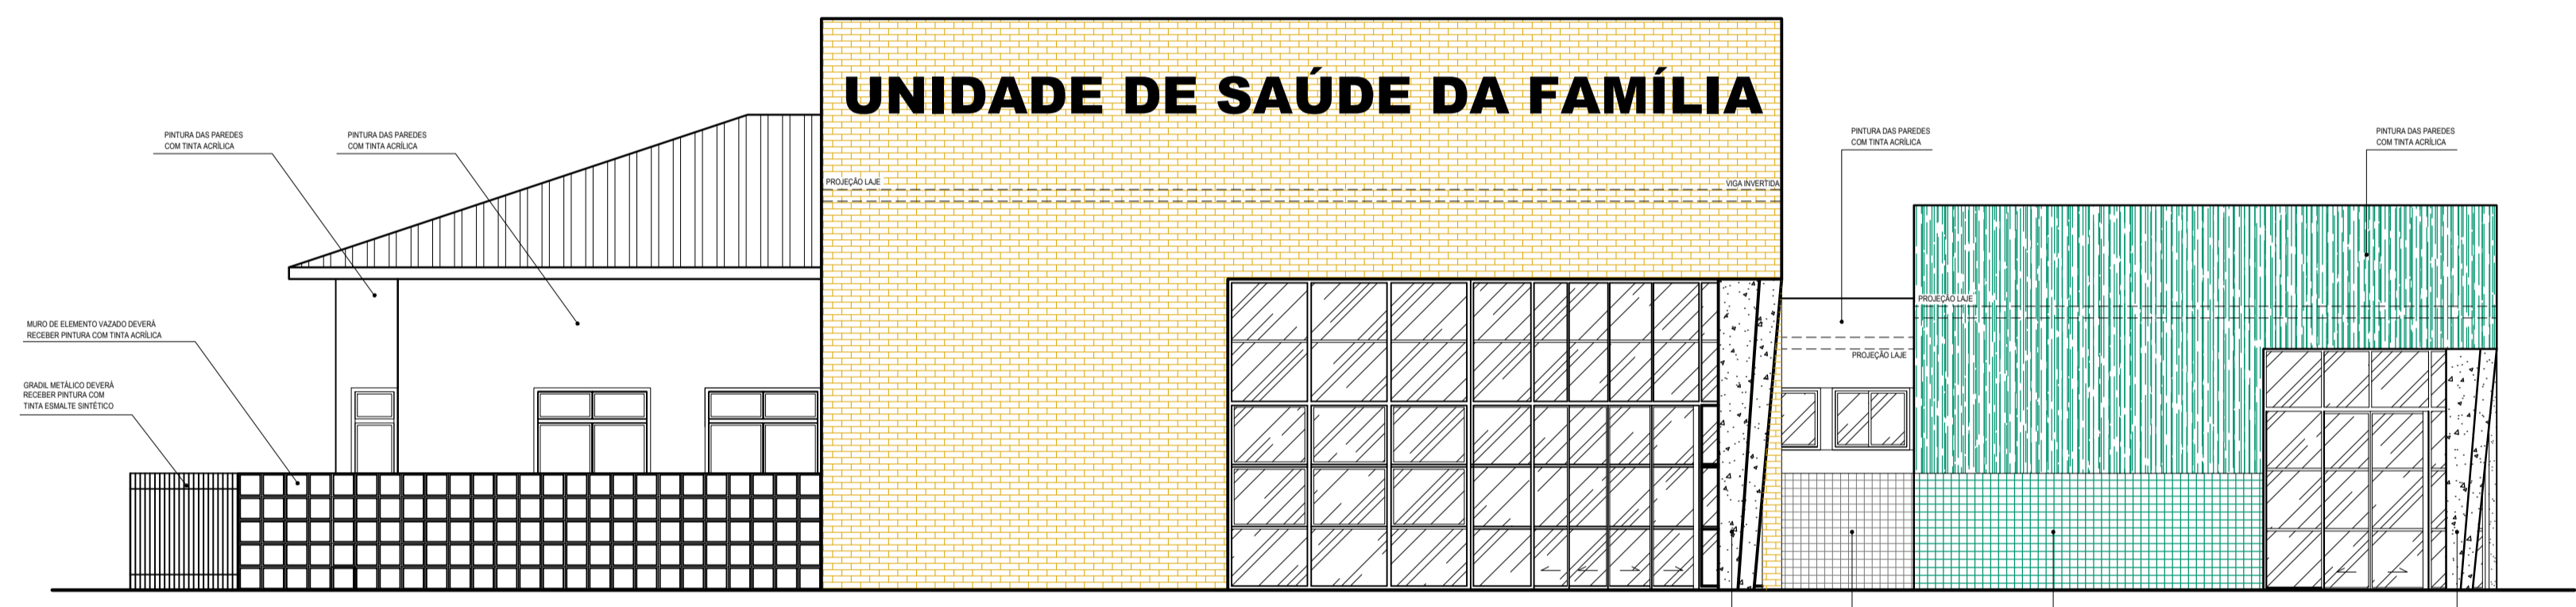 UNIDADE DE SAÚDE DA FAMÍLIA
PINTURA DAS PAREDES
COM TINTA ACRÍLICA
PINTURA DAS PAREDES
COM TINTA ACRÍLICA
PINTURA DAS PAREDES
COM TINTA ACRÍLICA
PINTURA DAS PAREDES
COM TINTA ACRÍLICA
PROJEÇÃO LAJE
VIGA INVERTIDA
PROJEÇÃO LAJE
PROJEÇÃO LAJE
MURO DE ELEMENTO VAZADO DEVERÁ
RECEBER PINTURA COM TINTA ACRÍLICA
GRADIL METÁLICO DEVERÁ
RECEBER PINTURA COM
TINTA ESMALTE SINTÉTICO